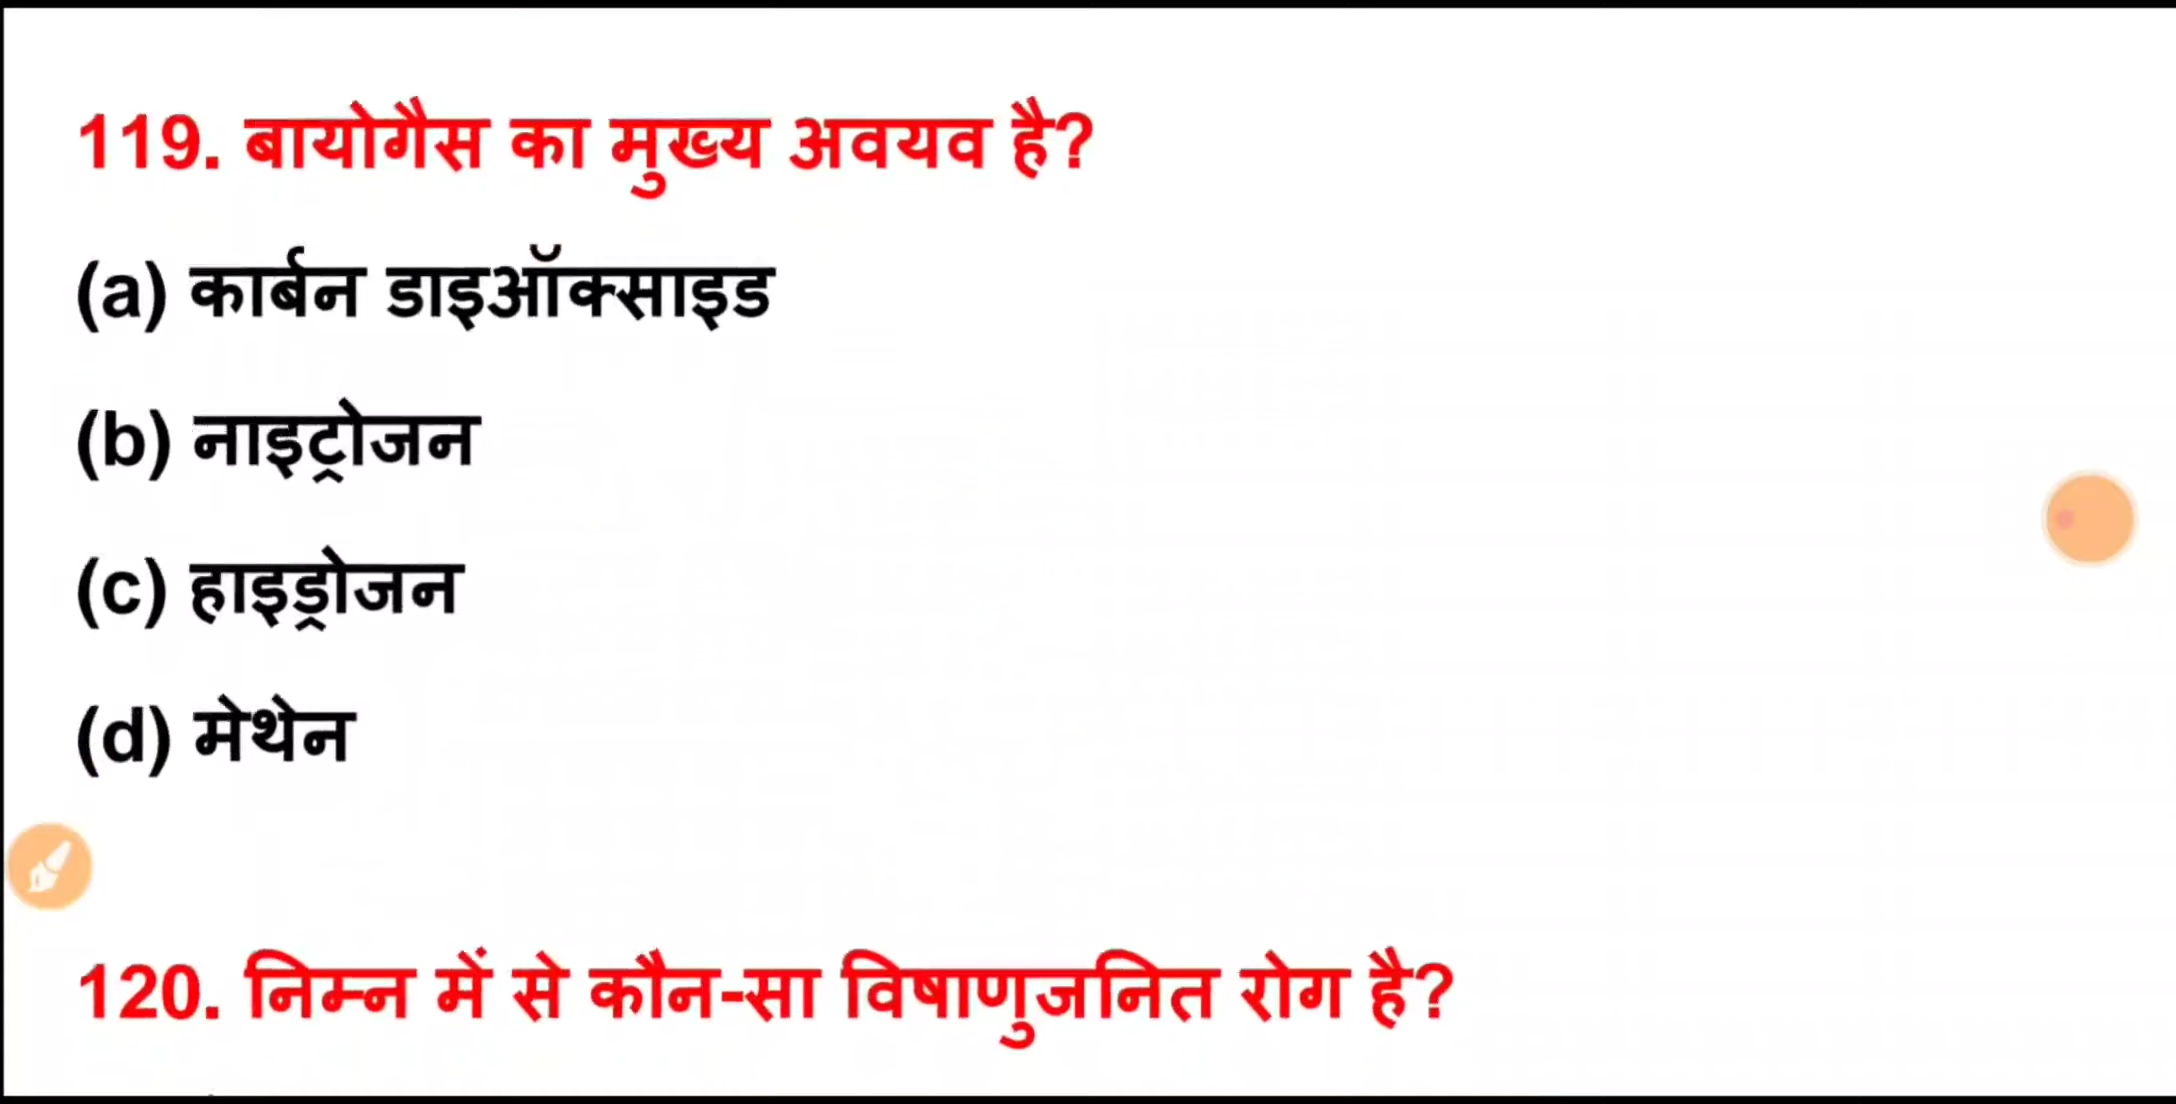 119. बायोगैस का मुख्य अवयव है?
(a) कार्बन डाइऑक्साइड
(b) नाइट्रोजन
(c) हाइड्रोजन
(d) मेथेन
120. निम्न में से कौन-सा विषाणुजनित रोग है?